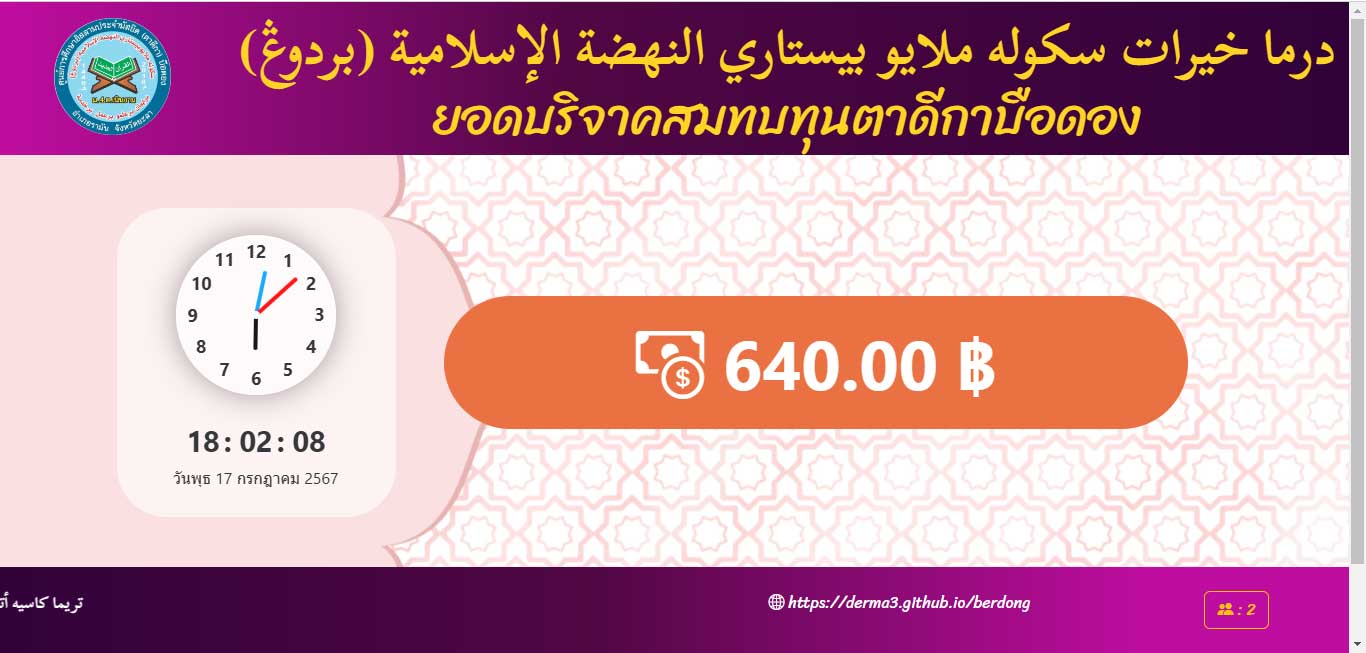 درما خيرات سكوله ملايو بيستاري النهضة الإسلامية (بردوڠ)
ยอดบริจาคสมทบทุนตาดีกาบือดอง
12
11
1
10
2
9
3
8
4
7
5
6
18 : 02 : 08
วันพุธ 17 กรกฎาคม 2567
$ 640.00 ฿
تريما كاسيه
https://derma3.github.io/berdong
: 2